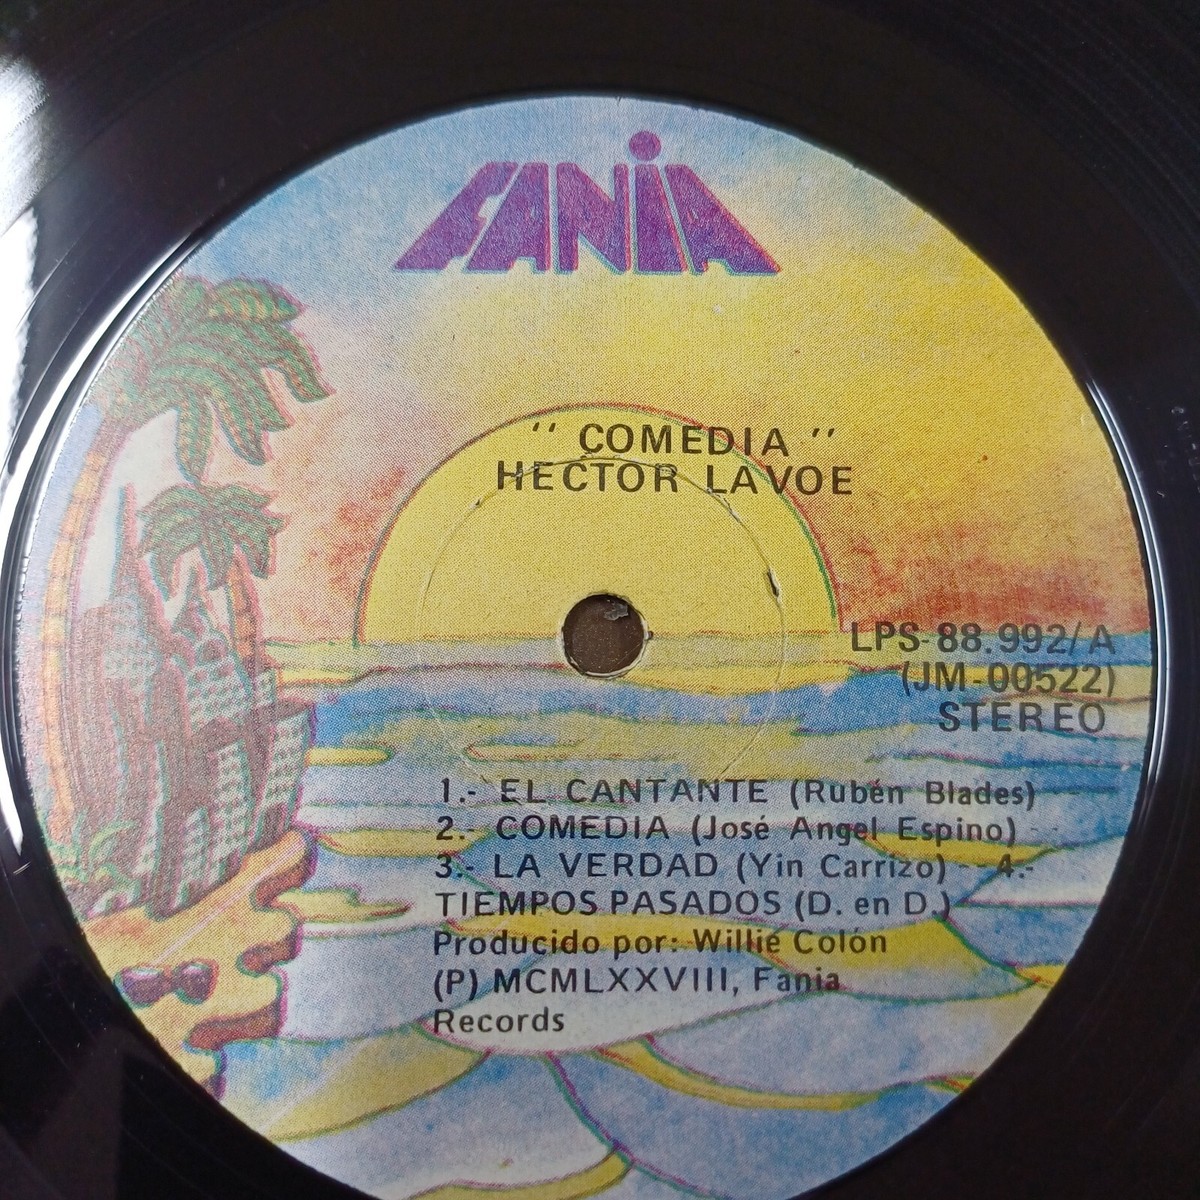 FANiA
" COMEDIA "
HECTOR LAVOE
LPS-88.992/A
(JM-00522)
STEREO
1.- EL CANTANTE (Rubén Blades)
2.- COMEDIA (José Angel Espino) -
3.- LA VERDAD (Yin Carrizo) - 4.-
TIEMPOS PASADOS (D. en D.)
Producido por: Willie Colón
(P) MCMLXXVIII, Fania
Records